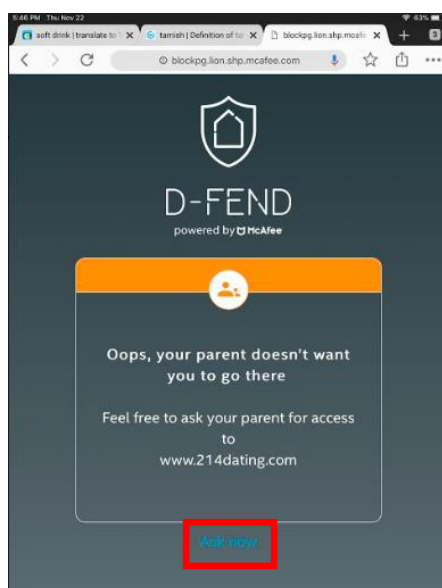 5:46 PM Thu Nov 22
63%
soft drink | translate to
tarnish | Definition of ta
blockpg.lion.shp.mcafe
blockpg.lion.shp.mcafee.com
D-FEND
powered by McAfee
Oops, your parent doesn't want
you to go there
Feel free to ask your parent for access
to
www.214dating.com
Ask now